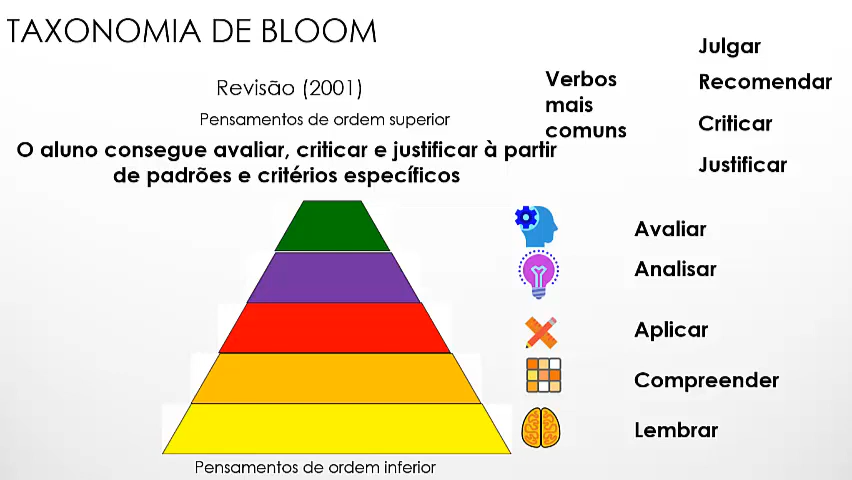 TAXONOMIA DE BLOOM
Revisão (2001)
Pensamentos de ordem superior
O aluno consegue avaliar, criticar e justificar à partir
de padrões e critérios específicos
Verbos
mais
comuns
Julgar
Recomendar
Criticar
Justificar
Avaliar
Analisar
Aplicar
Compreender
Lembrar
Pensamentos de ordem inferior